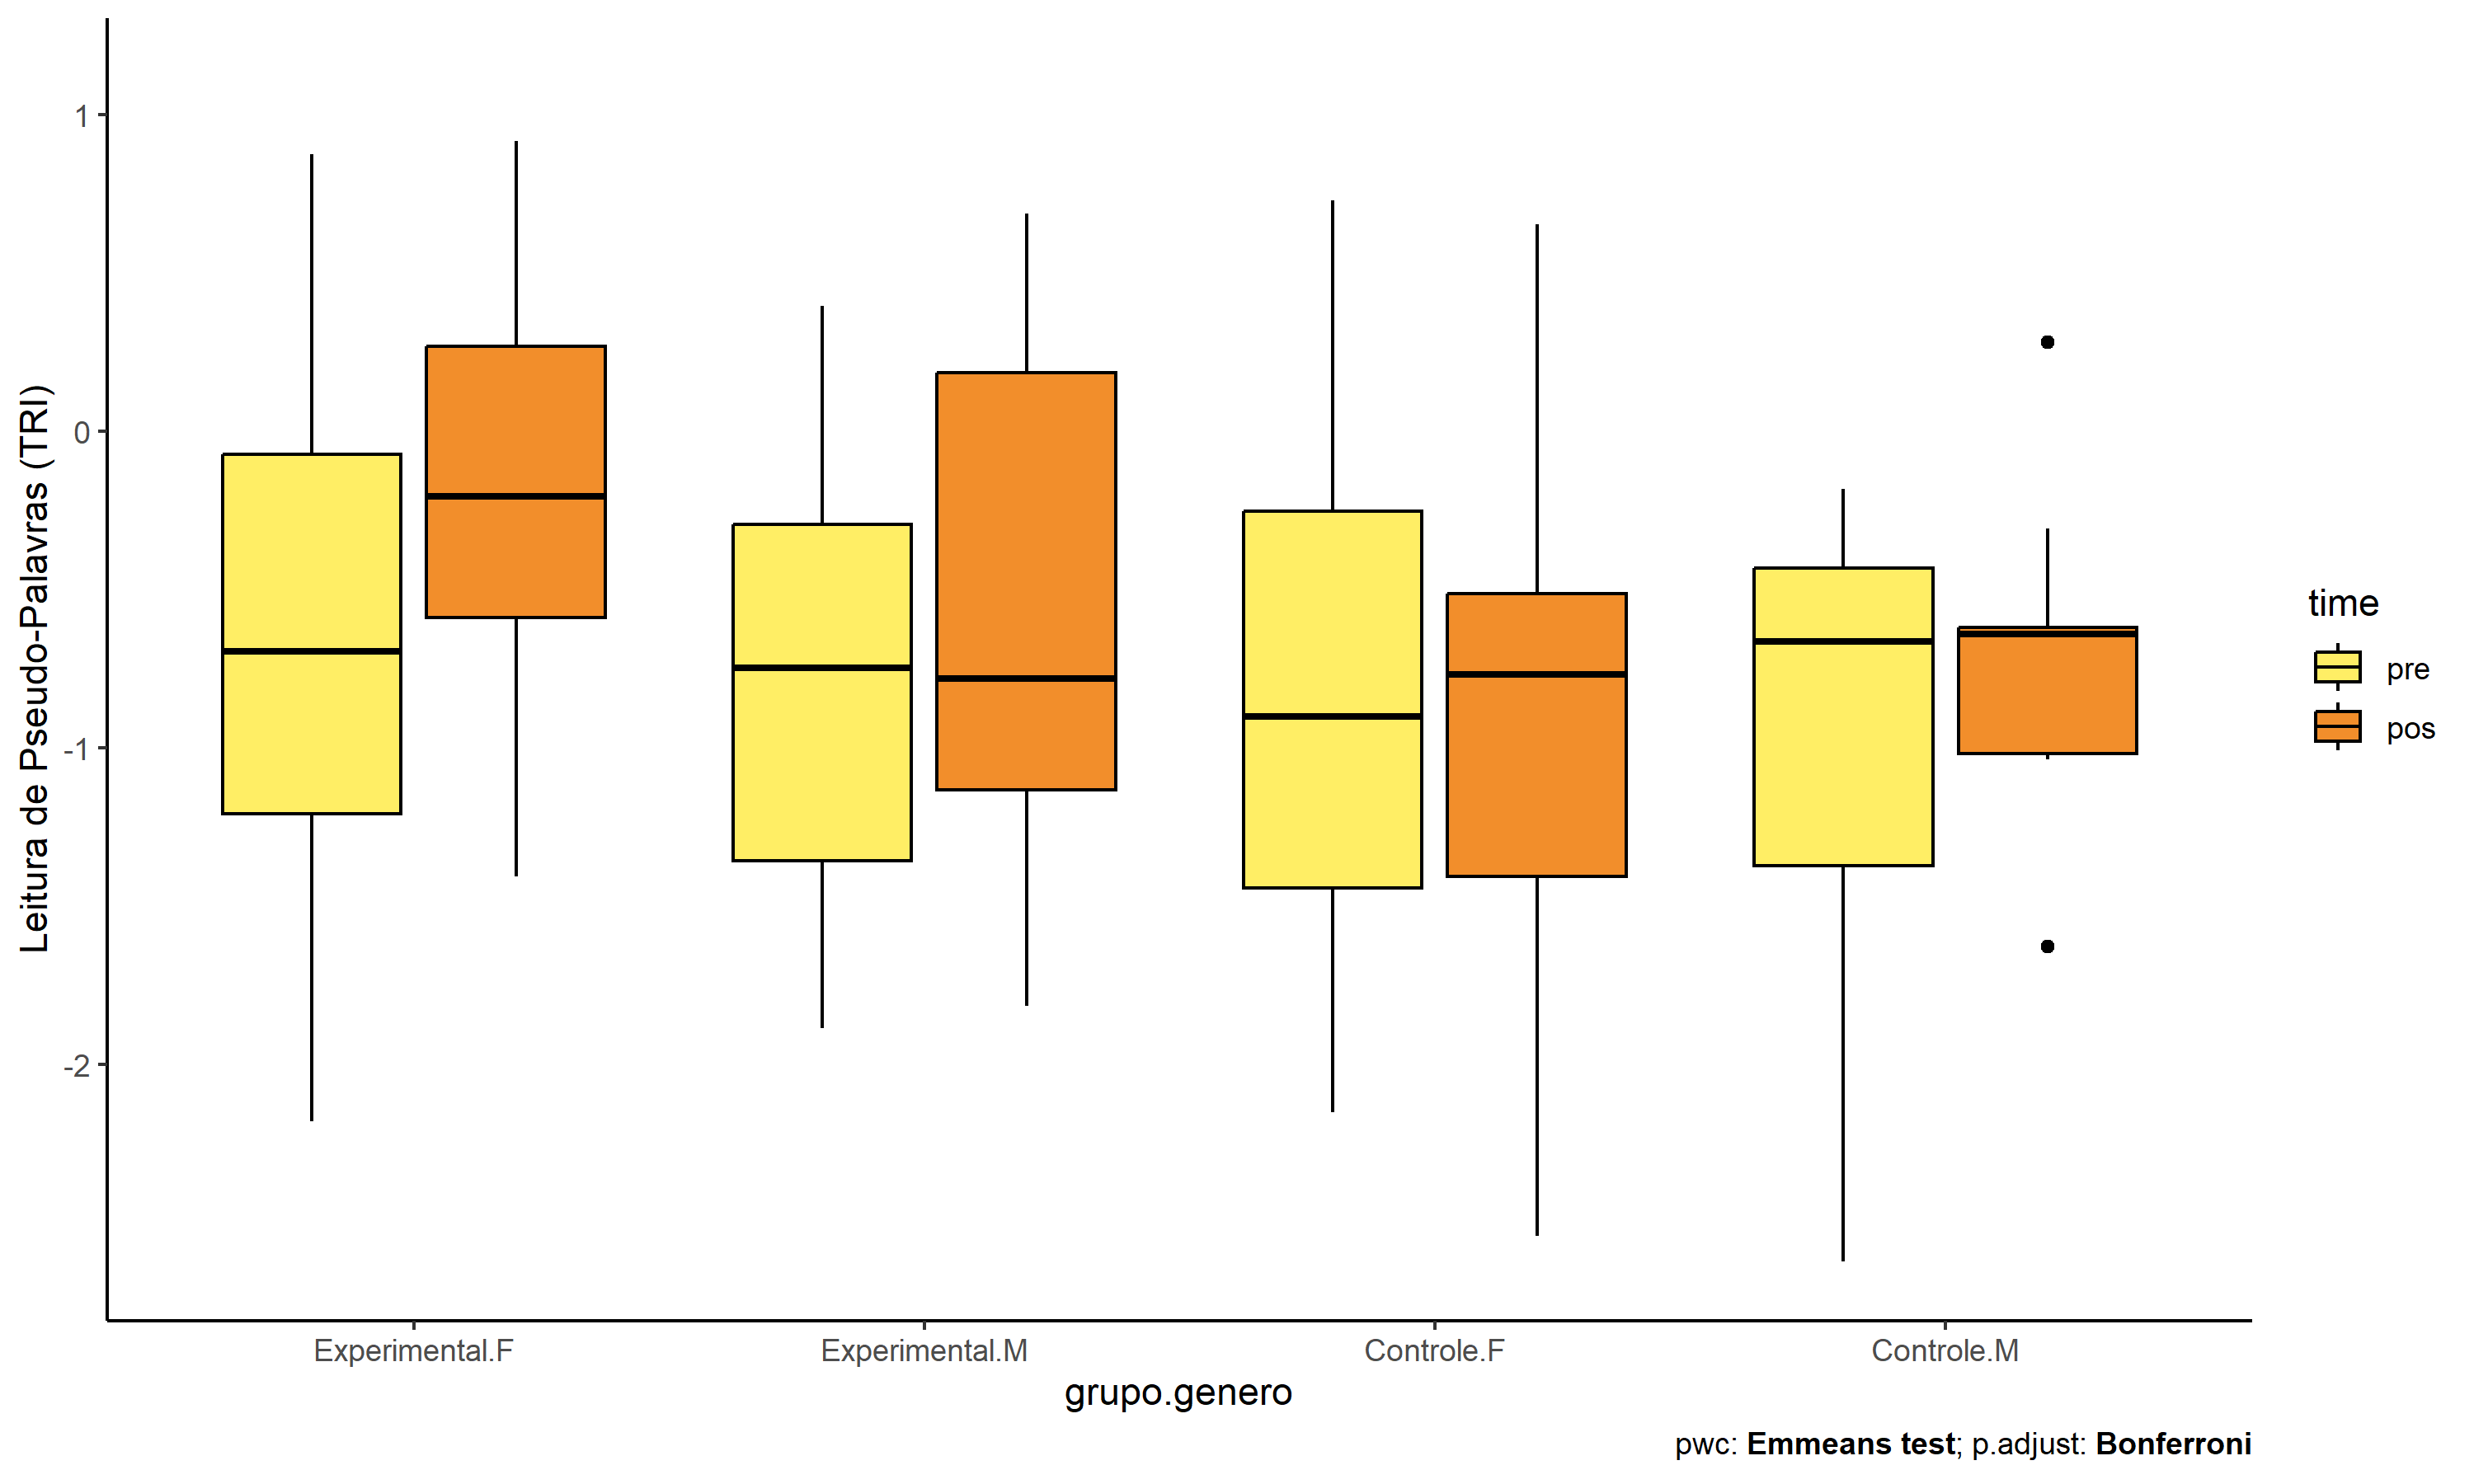 Leitura de Pseudo-Palavras (TRI)
1
0
-1
-2
Experimental.F
Experimental.M
Controle.F
Controle.M
grupo.genero
time
pre
pos
pwc: Emmeans test; p.adjust: Bonferroni